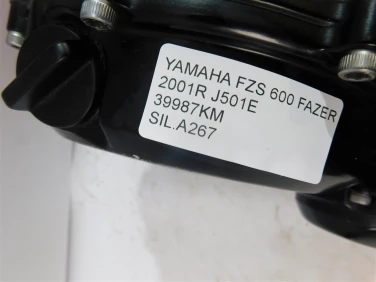 YAMAHA FZS 600 FAZER
2001R J501E
39987KM
SIL.A267